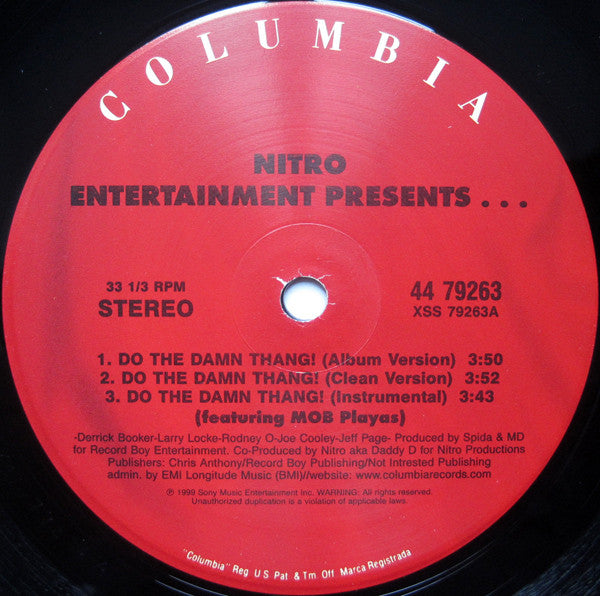 COLUMBIA
NITRO
ENTERTAINMENT PRESENTS . . .
33 1/3 RPM
STEREO
44 79263
XSS 79263A
1. DO THE DAMN THANG! (Album Version) 3:50
2. DO THE DAMN THANG! (Clean Version) 3:52
3. DO THE DAMN THANG! (Instrumental) 3:43
(featuring MOB Playas)
-Derrick Booker-Larry Locke-Rodney O-Joe Cooley-Jeff Page- Produced by Spida & MD
for Record Boy Entertainment. Co-Produced by Nitro aka Daddy D for Nitro Productions
Publishers: Chris Anthony/Record Boy Publishing/Not Intrested Publishing
admin. by EMI Longitude Music (BMI)//website: www.columbiarecords.com
℗ 1999 Sony Music Entertainment Inc. WARNING: All rights reserved.
Unauthorized duplication is a violation of applicable laws.
"Columbia" Reg U S Pat & Tm Off Marca Registrada